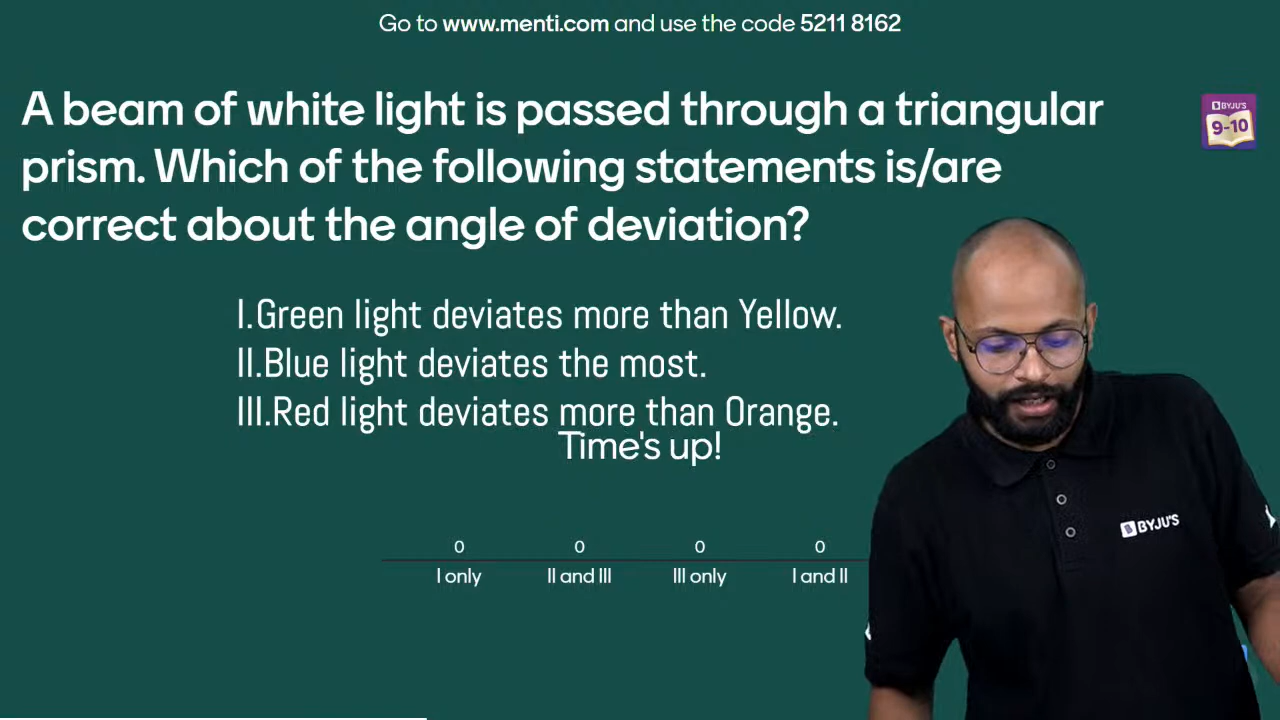 Go to www.menti.com and use the code 5211 8162
A beam of white light is passed through a triangular
prism. Which of the following statements is/are
correct about the angle of deviation?
BYJU'S
9-10
I.Green light deviates more than Yellow.
II.Blue light deviates the most.
III.Red light deviates more than Orange.
Time's up!
0 0 0 0
I only II and III III only I and II
BYJU'S